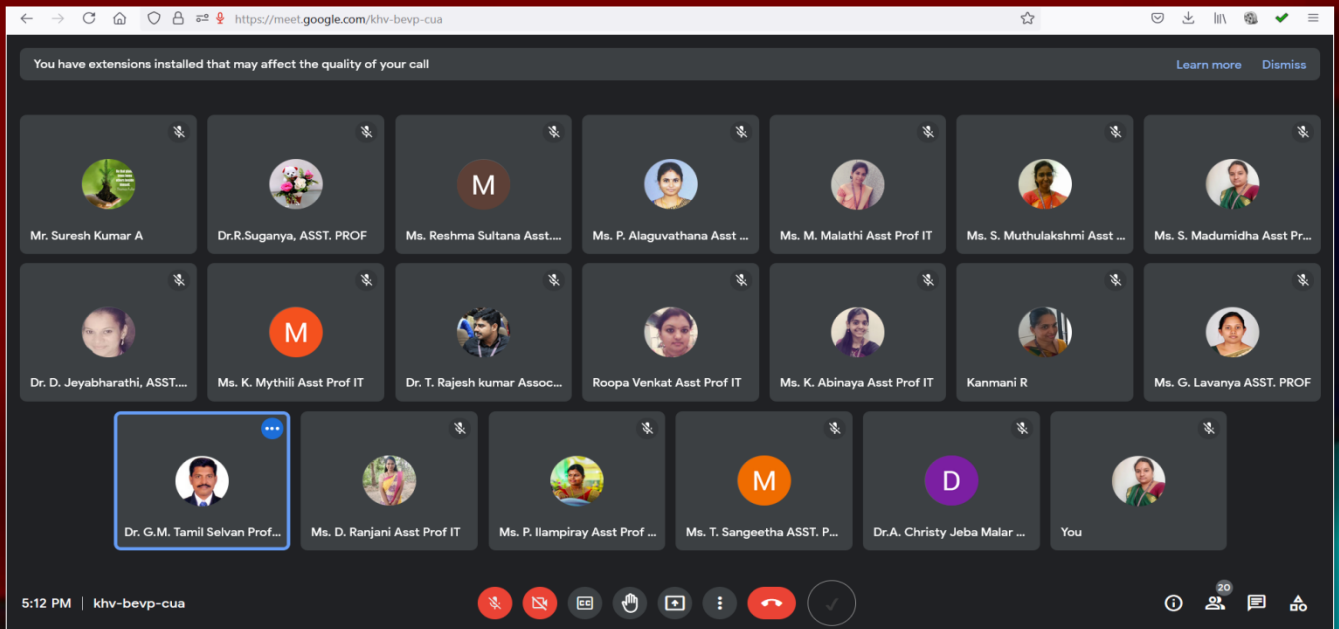 https://meet.google.com/khv-bevp-cua
You have extensions installed that may affect the quality of your call Learn more Dismiss
Mr. Suresh Kumar A
Dr.R.Suganya, ASST. PROF
M
Ms. Reshma Sultana Asst....
Ms. P. Alaguvathana Asst ...
Ms. M. Malathi Asst Prof IT
Ms. S. Muthulakshmi Asst ...
Ms. S. Madumidha Asst Pr...
Dr. D. Jeyabharathi, ASST....
M
Ms. K. Mythili Asst Prof IT
Dr. T. Rajesh kumar Assoc...
Roopa Venkat Asst Prof IT
Ms. K. Abinaya Asst Prof IT
Kanmani R
Ms. G. Lavanya ASST. PROF
Dr. G.M. Tamil Selvan Prof...
Ms. D. Ranjani Asst Prof IT
Ms. P. Ilampiray Asst Prof ...
M
Ms. T. Sangeetha ASST. P...
D
Dr.A. Christy Jeba Malar ...
You
5:12 PM | khv-bevp-cua
CC
20